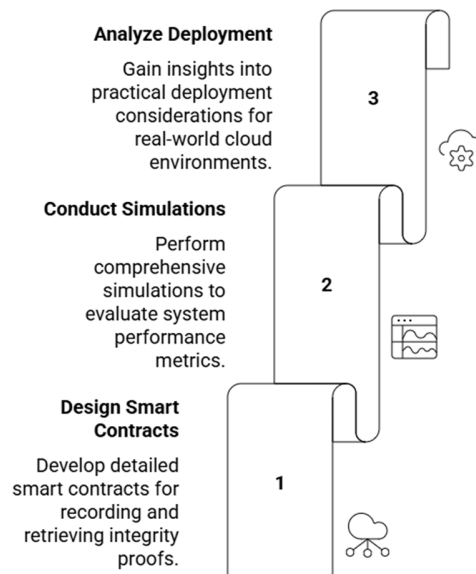 Analyze Deployment
Gain insights into
practical deployment
considerations for
real-world cloud
environments.
3
Conduct Simulations
Perform
comprehensive
simulations to
evaluate system
performance
metrics.
2
Design Smart
Contracts
Develop detailed
smart contracts for
recording and
retrieving integrity
proofs.
1